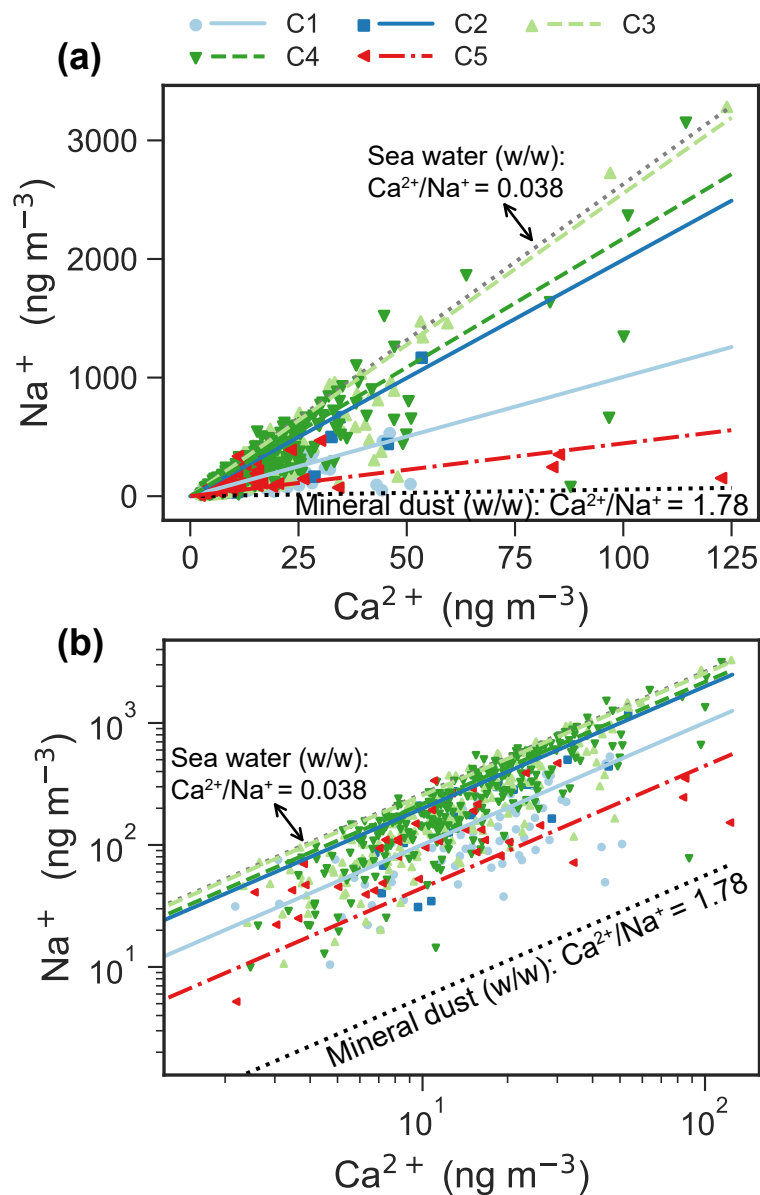 C1 C2 C3
C4 C5
(a)
Sea water (w/w):
Ca²⁺/Na⁺ = 0.038
3000
2000
1000
0
Na⁺ (ng m⁻³)
Mineral dust (w/w): Ca²⁺/Na⁺ = 1.78
0 25 50 75 100 125
Ca²⁺ (ng m⁻³)
(b)
Sea water (w/w):
Ca²⁺/Na⁺ = 0.038
10³
10²
10¹
Na⁺ (ng m⁻³)
Mineral dust (w/w): Ca²⁺/Na⁺ = 1.78
10¹ 10²
Ca²⁺ (ng m⁻³)